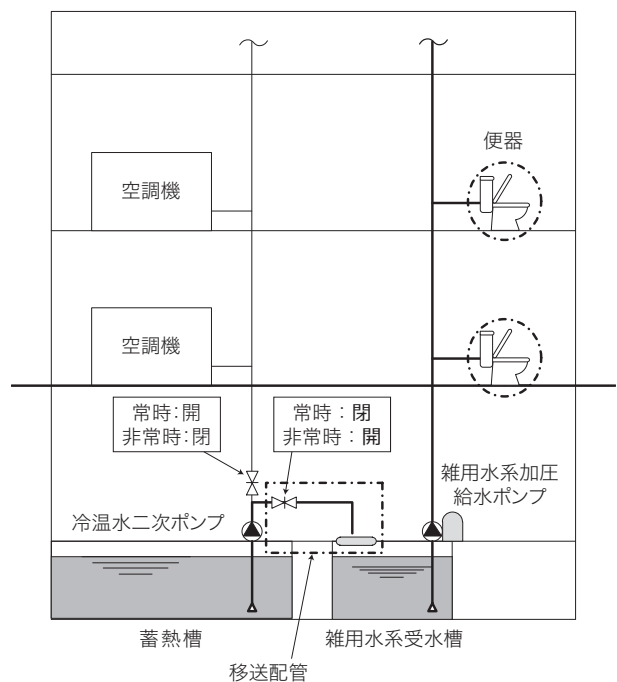 便器
空調機
空調機
常時：開
非常時：閉
常時：閉
非常時：開
雑用水系加圧
給水ポンプ
冷温水二次ポンプ
蓄熱槽
雑用水系受水槽
移送配管